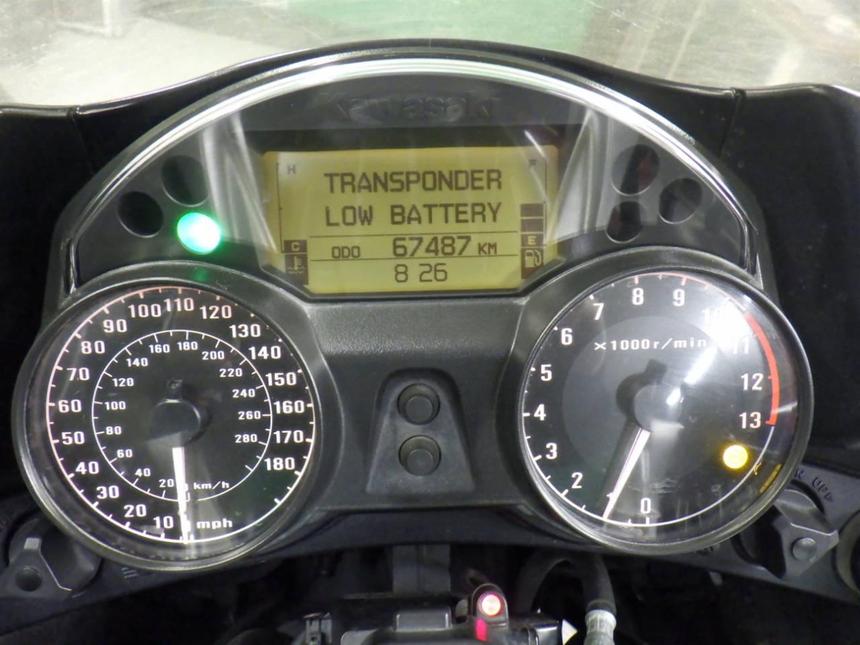 Kawasaki
H F
TRANSPONDER
LOW BATTERY
C ODO 67487 KM E
8 26
10 20 30 40 50 60 70 80 90 100 110 120 130 140 150 160 170 180
mph
20 40 60 80 100 120 140 160 180 200 220 240 260 280
km/h
0 2 3 4 5 6 7 8 9 10 11 12 13
×1000r/min